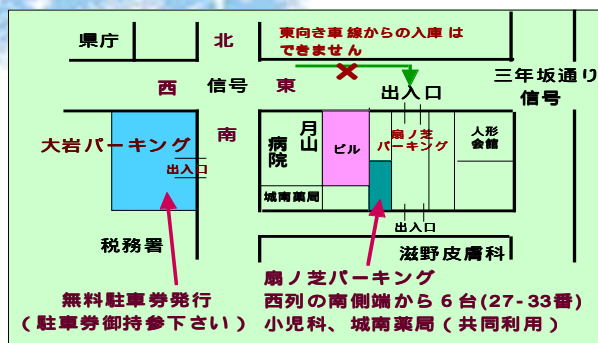 県庁
北
東向き車線からの入庫は
できません
西
信号
東
三年坂通り
信号
出入口
南
大岩パーキング
出入口
病院
月山
ビル
扇ノ芝
パーキング
人形
会館
城南薬局
出入口
税務署
滋野皮膚科
無料駐車券発行
(駐車券御持参下さい)
扇ノ芝パーキング
西列の南側端から6台(27-33番)
小児科、城南薬局(共同利用)